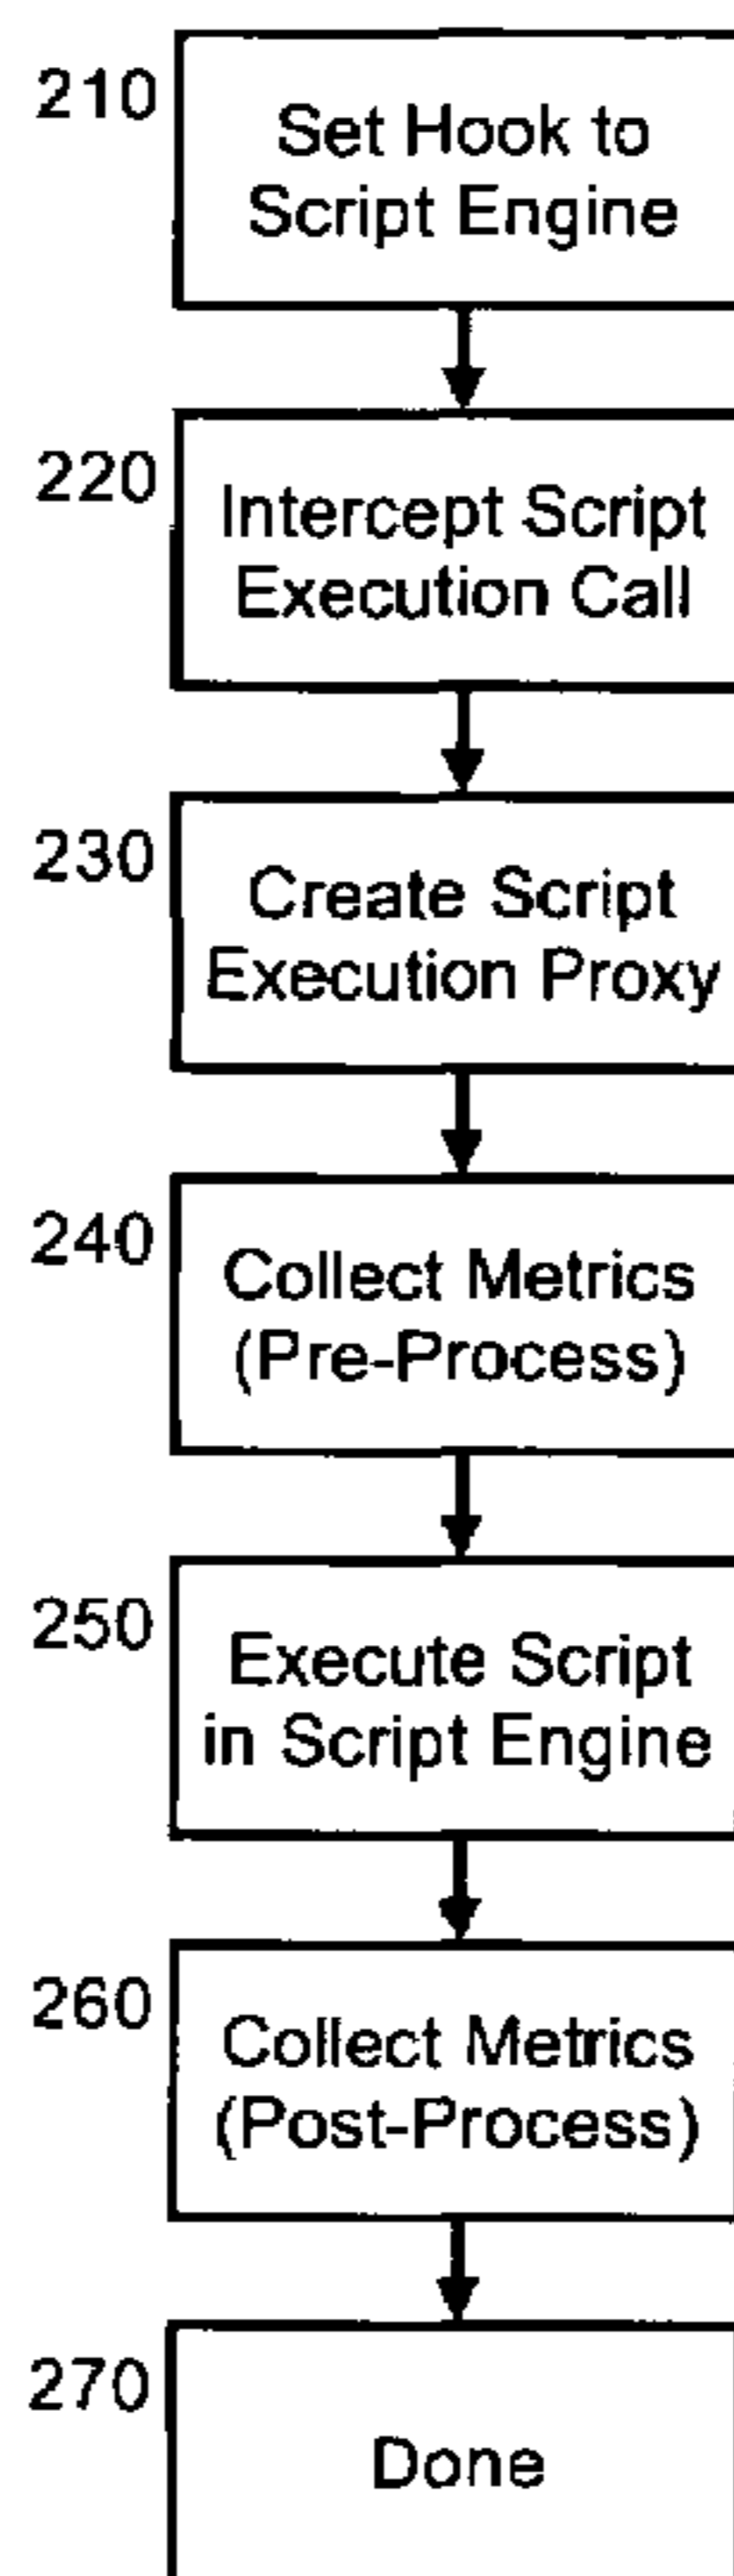 210
Set Hook to
Script Engine
220
Intercept Script
Execution Call
230
Create Script
Execution Proxy
240
Collect Metrics
(Pre-Process)
250
Execute Script
in Script Engine
260
Collect Metrics
(Post-Process)
270
Done